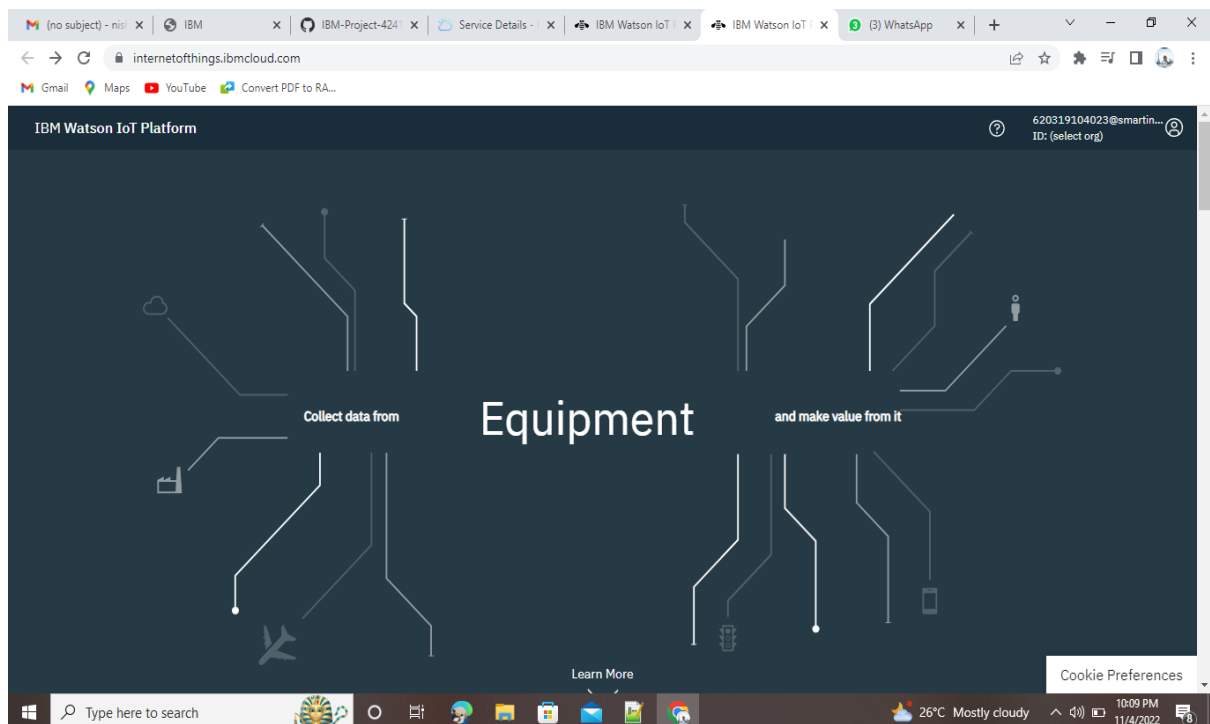 (no subject) - nish
IBM
IBM-Project-4241
Service Details - I
IBM Watson IoT P
IBM Watson IoT P
(3) WhatsApp
internetofthings.ibmcloud.com
Gmail
Maps
YouTube
Convert PDF to RA...
IBM Watson IoT Platform
620319104023@smartin...
ID: (select org)
Collect data from
Equipment
and make value from it
Learn More
Cookie Preferences
Type here to search
26°C Mostly cloudy
10:09 PM
11/4/2022
8